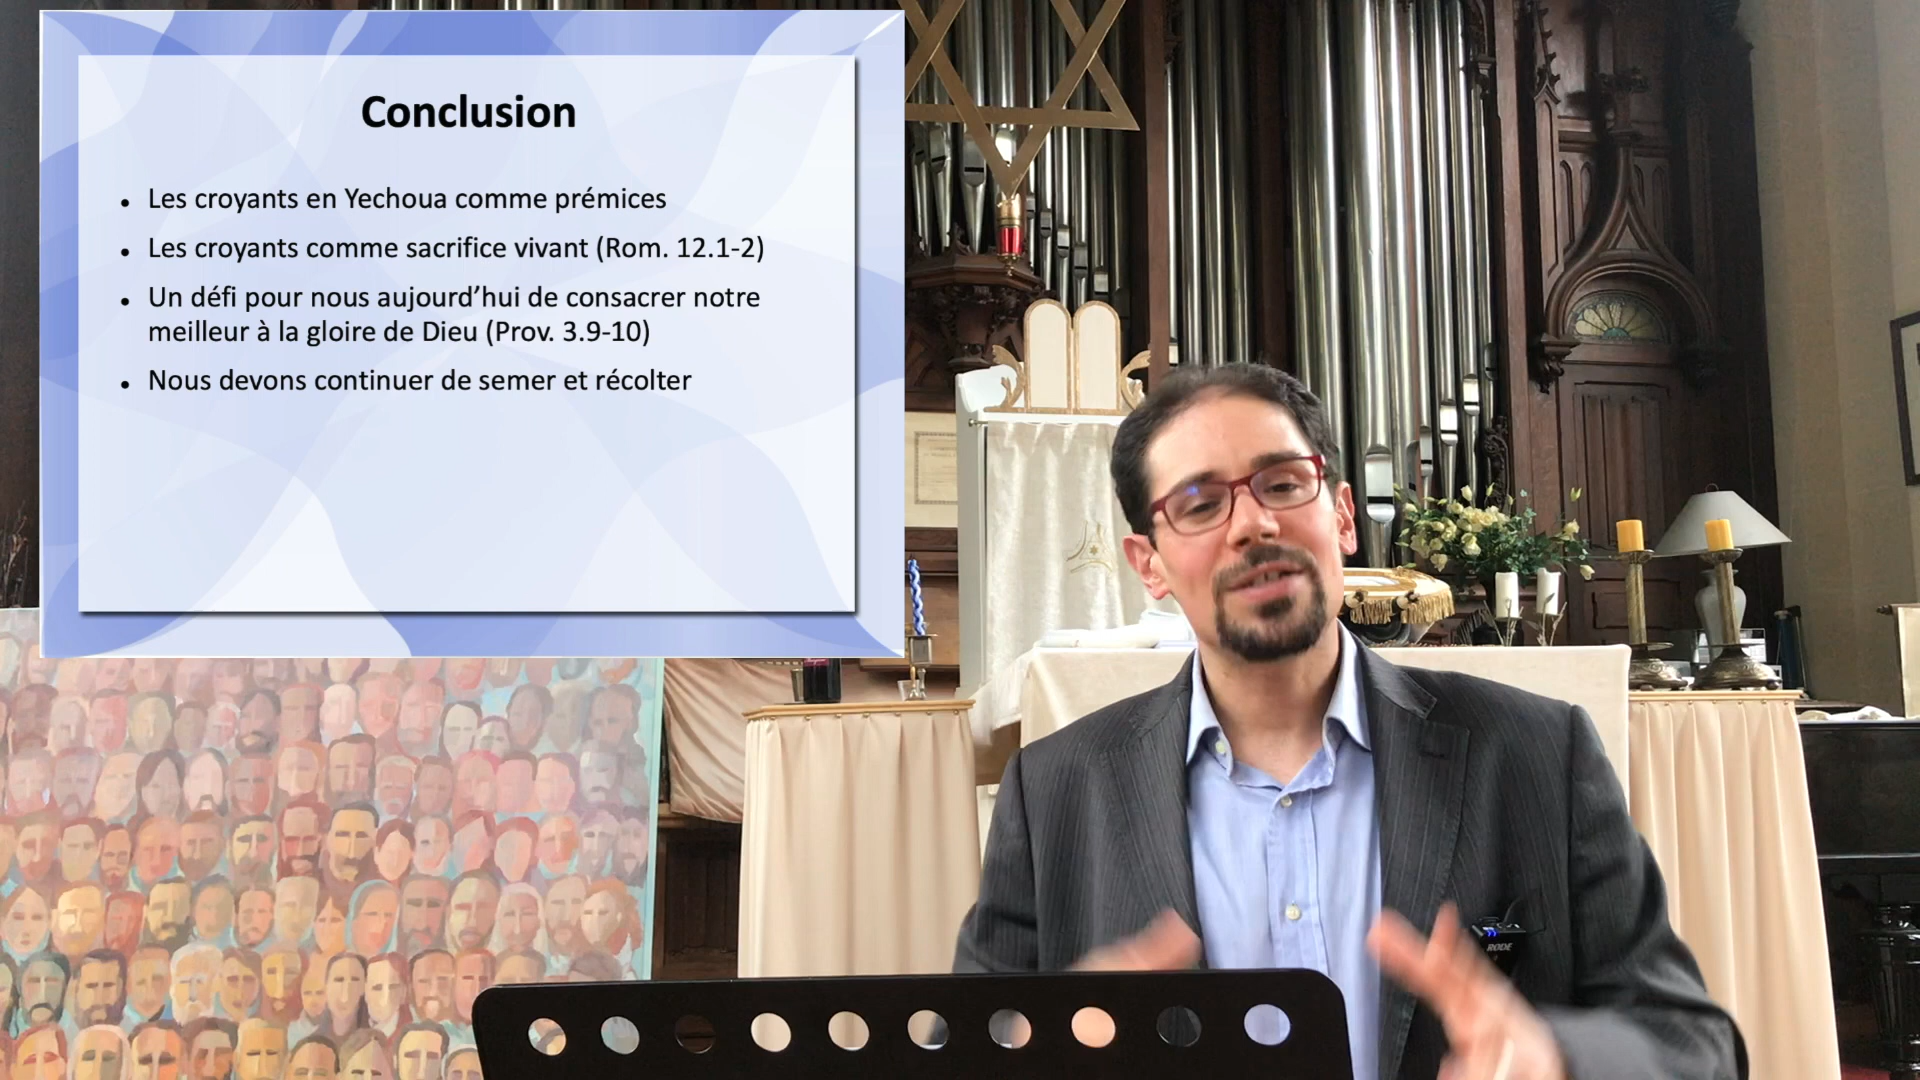 Conclusion
• Les croyants en Yechoua comme prémices
• Les croyants comme sacrifice vivant (Rom. 12.1-2)
• Un défi pour nous aujourd’hui de consacrer notre
meilleur à la gloire de Dieu (Prov. 3.9-10)
• Nous devons continuer de semer et récolter
RØDE